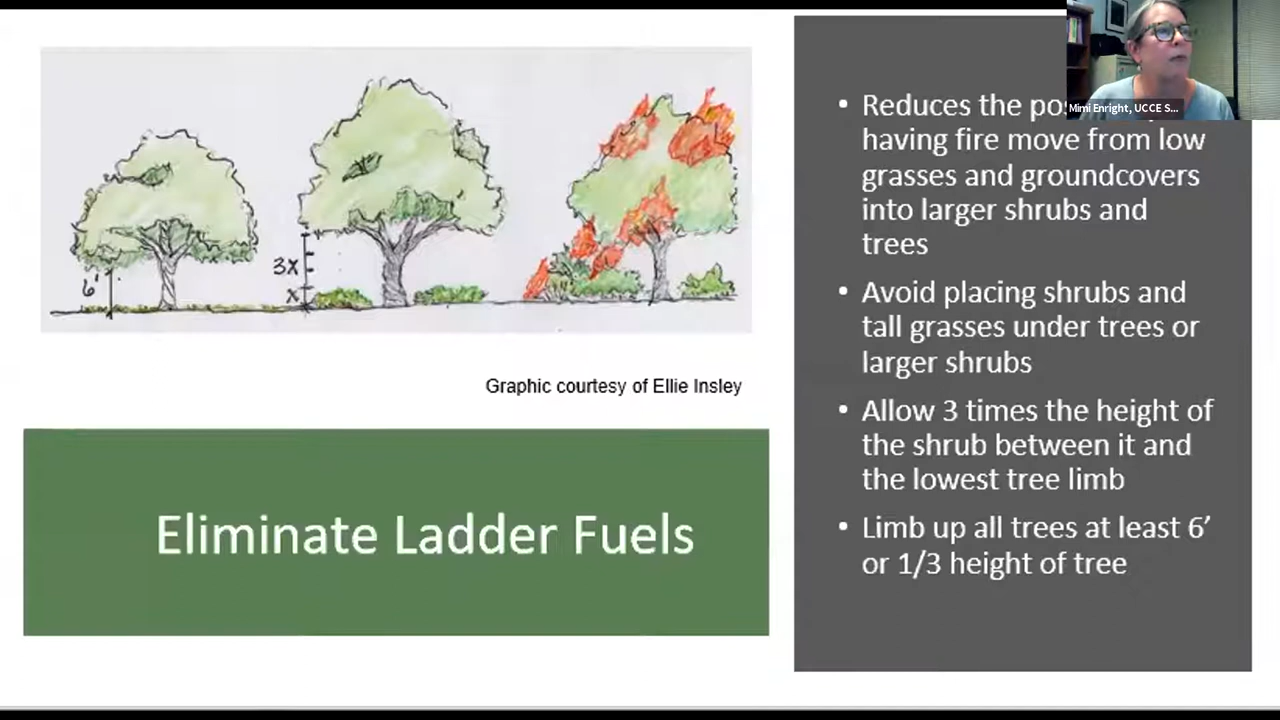 6'
3x
x
Graphic courtesy of Ellie Insley
Eliminate Ladder Fuels
• Reduces the
having fire move from low
grasses and groundcovers
into larger shrubs and
trees
• Avoid placing shrubs and
tall grasses under trees or
larger shrubs
• Allow 3 times the height of
the shrub between it and
the lowest tree limb
• Limb up all trees at least 6’
or 1/3 height of tree
Mimi Enright, UCCE S...